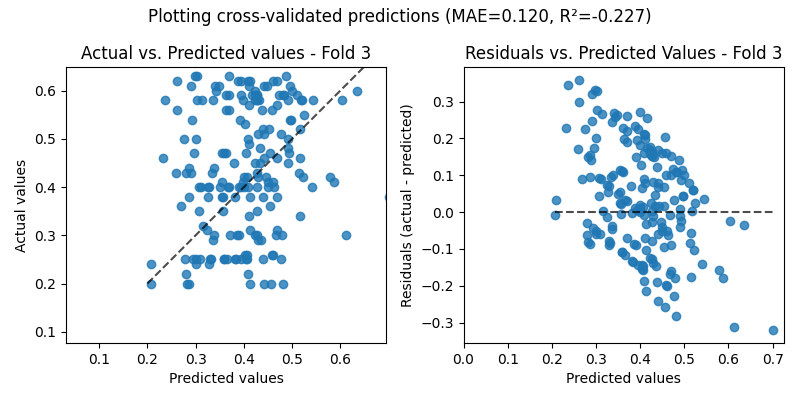 Plotting cross-validated predictions (MAE=0.120, R²=-0.227)
Actual vs. Predicted values - Fold 3
Actual values
0.6
0.5
0.4
0.3
0.2
0.1
0.1 0.2 0.3 0.4 0.5 0.6
Predicted values
Residuals vs. Predicted Values - Fold 3
Residuals (actual - predicted)
0.3
0.2
0.1
0.0
−0.1
−0.2
−0.3
0.0 0.1 0.2 0.3 0.4 0.5 0.6 0.7
Predicted values